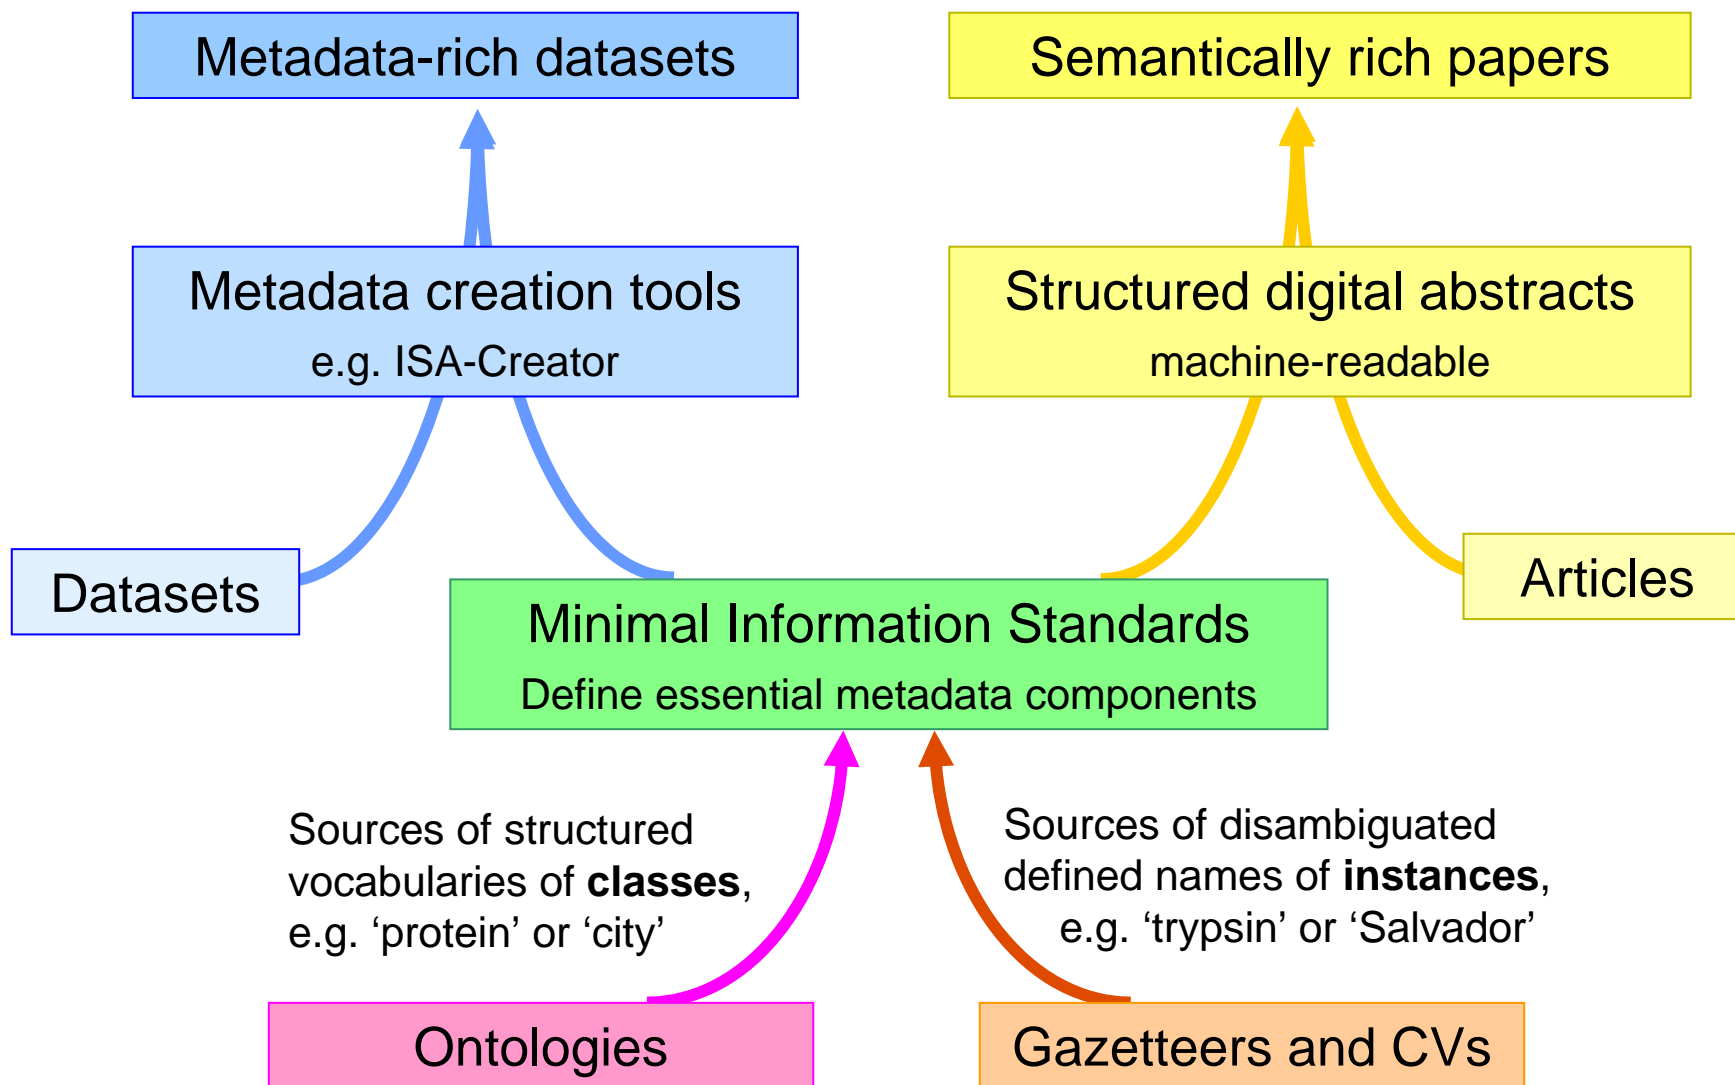 Metadata-rich datasets
Semantically rich papers
Metadata creation tools
e.g. ISA-Creator
Structured digital abstracts
machine-readable
Datasets
Articles
Minimal Information Standards
Define essential metadata components
Sources of structured
vocabularies of classes,
e.g. ‘protein’ or ‘city’
Sources of disambiguated
defined names of instances,
e.g. ‘trypsin’ or ‘Salvador’
Ontologies
Gazetteers and CVs